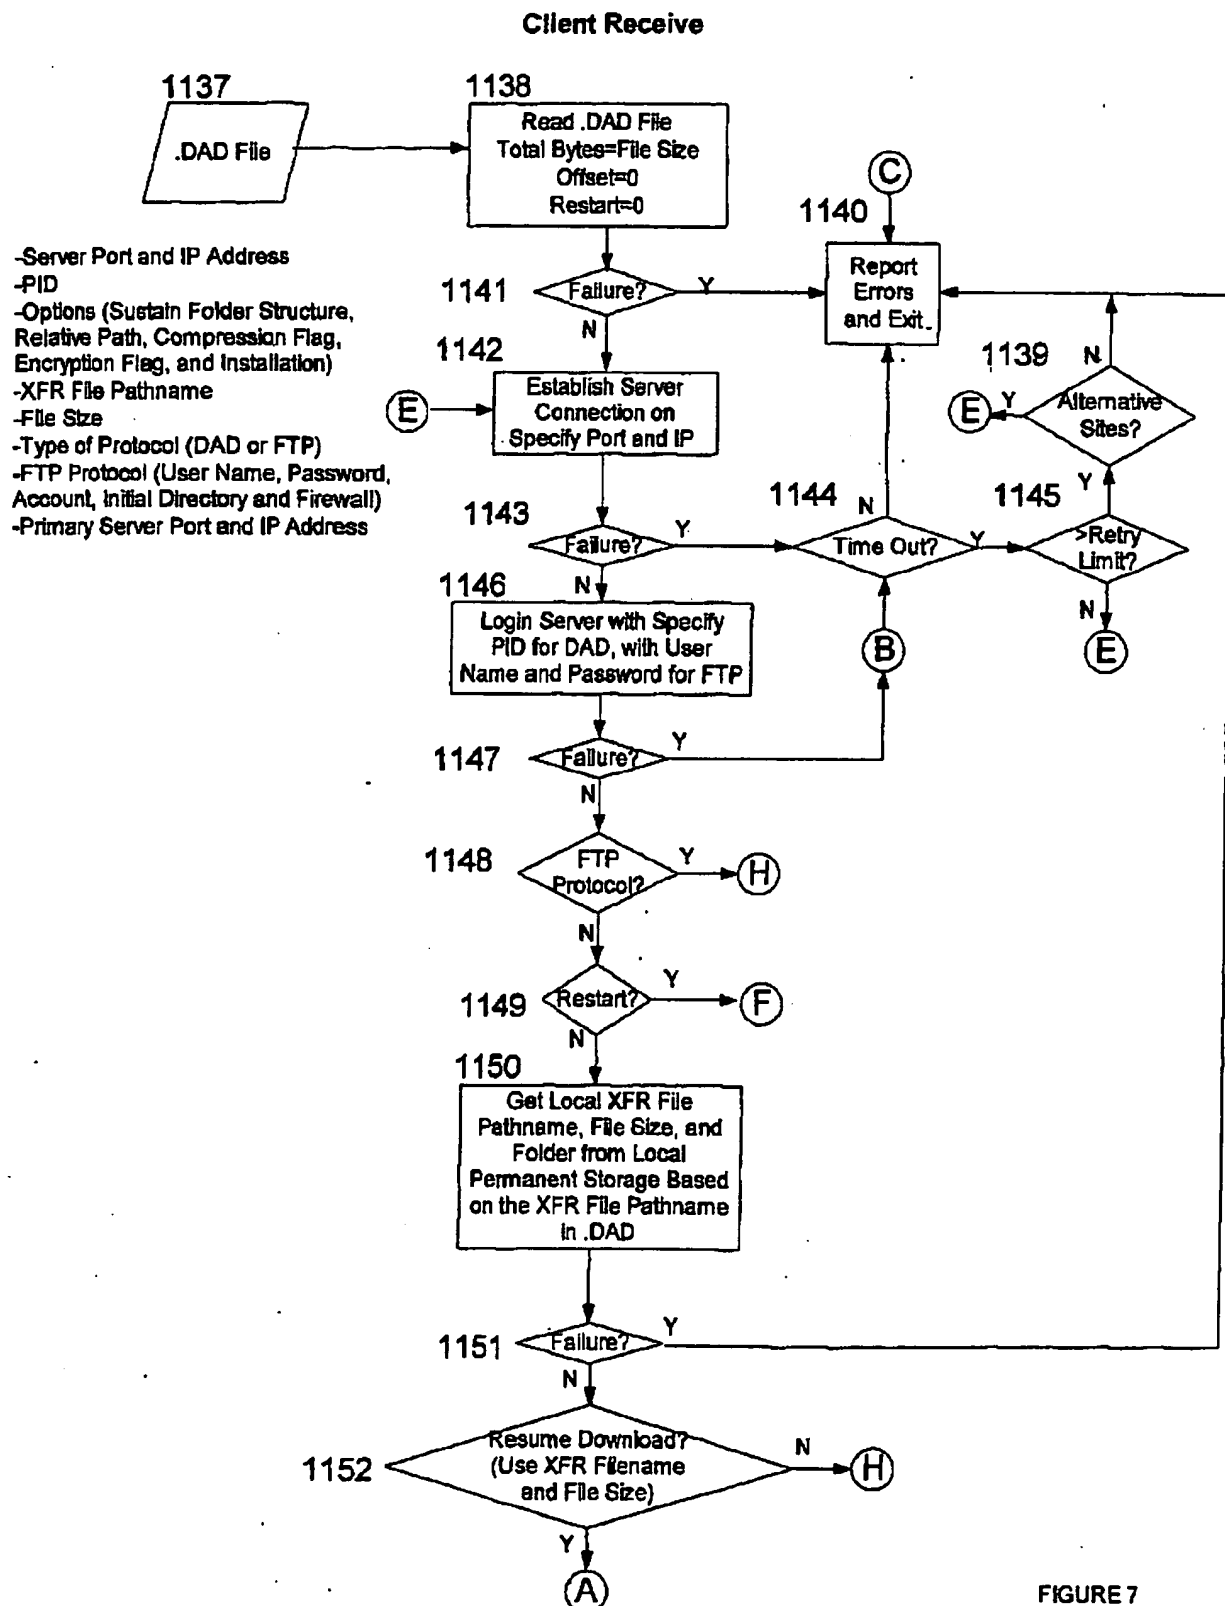 Client Receive
1137
.DAD File
1138
Read .DAD File
Total Bytes=File Size
Offset=0
Restart=0
-Server Port and IP Address
-PID
-Options (Sustain Folder Structure,
Relative Path, Compression Flag,
Encryption Flag, and Installation)
-XFR File Pathname
-File Size
-Type of Protocol (DAD or FTP)
-FTP Protocol (User Name, Password,
Account, Initial Directory and Firewall)
-Primary Server Port and IP Address
C
1140
Report
Errors
and Exit
1141
Failure?
Y
N
1142
E
Establish Server
Connection on
Specify Port and IP
1139
N
Alternative
Sites?
Y
E
Y
1143
Failure?
Y
N
1144
N
Time Out?
Y
1145
>Retry
Limit?
N
E
1146
Login Server with Specify
PID for DAD, with User
Name and Password for FTP
B
1147
Failure?
Y
N
1148
FTP
Protocol?
Y
H
N
1149
Restart?
Y
F
N
1150
Get Local XFR File
Pathname, File Size, and
Folder from Local
Permanent Storage Based
on the XFR File Pathname
in .DAD
1151
Failure?
Y
N
1152
Resume Download?
(Use XFR Filename
and File Size)
N
H
Y
A
FIGURE 7